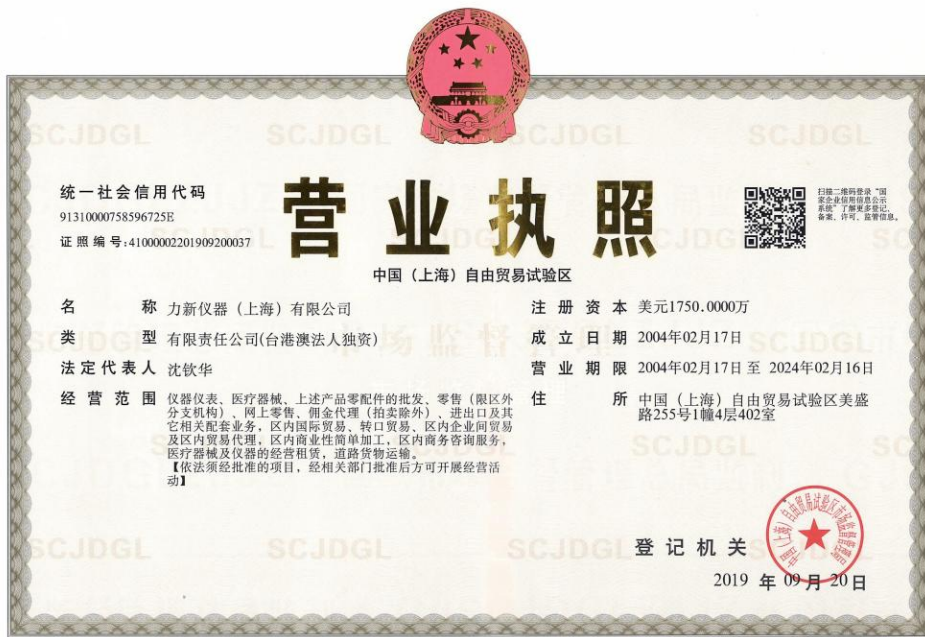 统一社会信用代码
91310000758596725E
证照编号:41000002201909200037
营业执照
中国（上海）自由贸易试验区
扫描二维码登录“国
家企业信用信息公示
系统”了解更多登记、
备案、许可、监管信息。
名称 力新仪器（上海）有限公司
类型 有限责任公司(台港澳法人独资)
法定代表人 沈钦华
经营范围 仪器仪表、医疗器械、上述产品零配件的批发、零售（限区外
分支机构）、网上零售、佣金代理（拍卖除外）、进出口及其
它相关配套业务，区内国际贸易、转口贸易、区内企业间贸易
及区内贸易代理，区内商业性简单加工，区内商务咨询服务，
医疗器械及仪器的经营租赁，道路货物运输。
【依法须经批准的项目，经相关部门批准后方可开展经营活
动】
注册资本 美元1750.0000万
成立日期 2004年02月17日
营业期限 2004年02月17日 至 2024年02月16日
住所 中国（上海）自由贸易试验区美盛
路255号1幢4层402室
登记机关
2019 年 09月 20日
SCJDGL
市场监督管理